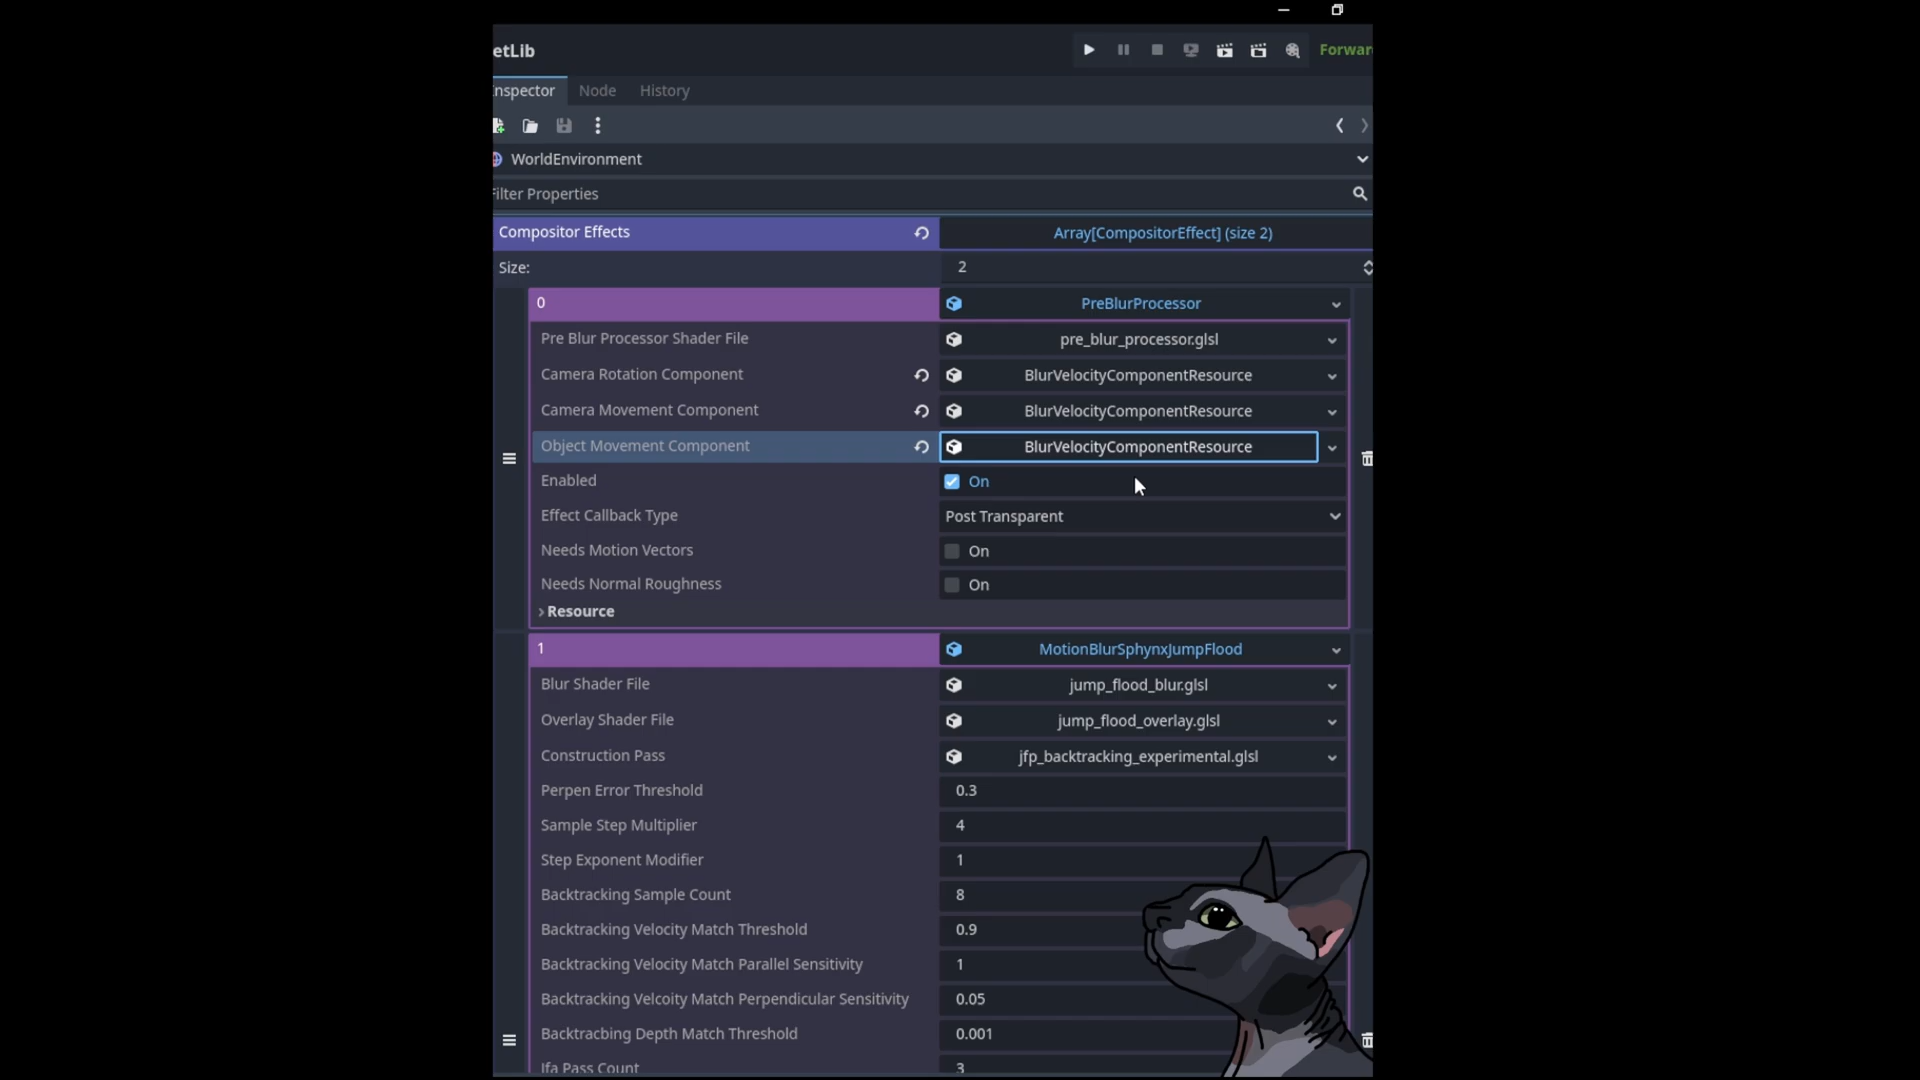 etLib
Forwar
Inspector Node History
WorldEnvironment
Filter Properties
Compositor Effects Array[CompositorEffect] (size 2)
Size: 2
0 PreBlurProcessor
Pre Blur Processor Shader File pre_blur_processor.glsl
Camera Rotation Component BlurVelocityComponentResource
Camera Movement Component BlurVelocityComponentResource
Object Movement Component BlurVelocityComponentResource
Enabled On
Effect Callback Type Post Transparent
Needs Motion Vectors On
Needs Normal Roughness On
Resource
1 MotionBlurSphynxJumpFlood
Blur Shader File jump_flood_blur.glsl
Overlay Shader File jump_flood_overlay.glsl
Construction Pass jfp_backtracking_experimental.glsl
Perpen Error Threshold 0.3
Sample Step Multiplier 4
Step Exponent Modifier 1
Backtracking Sample Count 8
Backtracking Velocity Match Threshold 0.9
Backtracking Velocity Match Parallel Sensitivity 1
Backtracking Velcoity Match Perpendicular Sensitivity 0.05
Backtracbing Depth Match Threshold 0.001
Jfa Pass Count 3